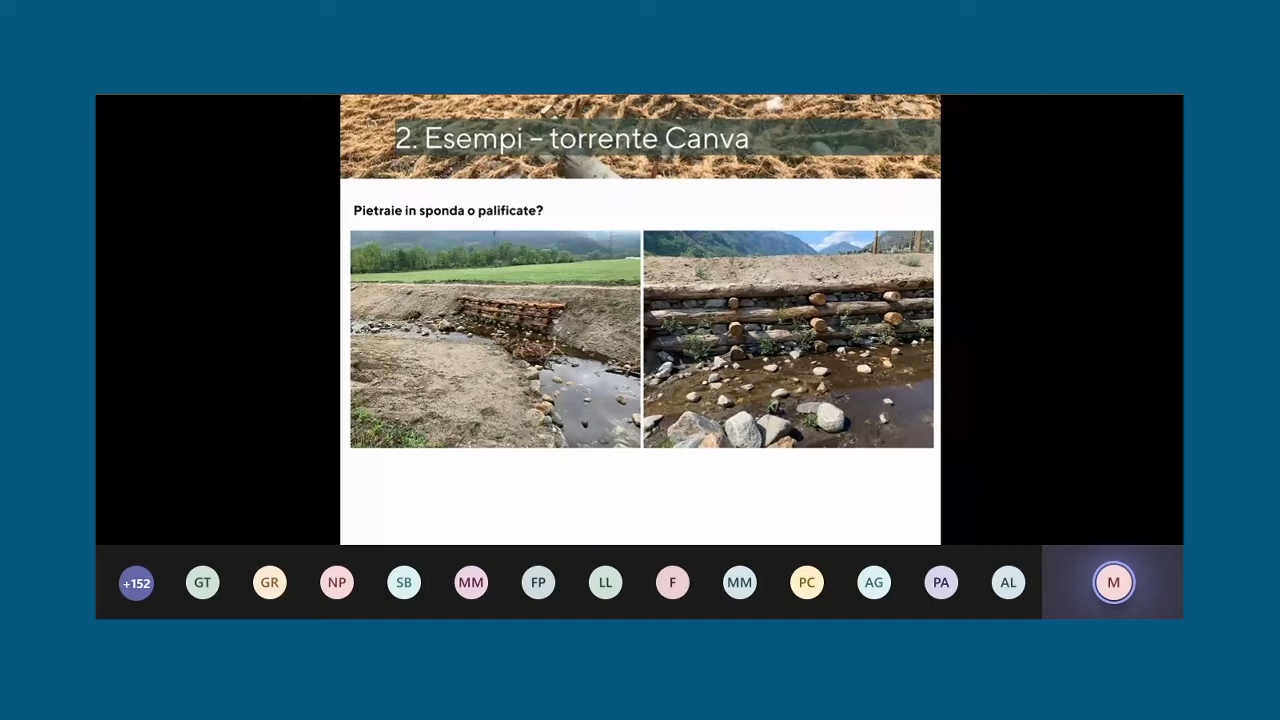 2. Esempi – torrente Canva
Pietraie in sponda o palificate?
+152 GT GR NP SB MM FP LL F MM PC AG PA AL M